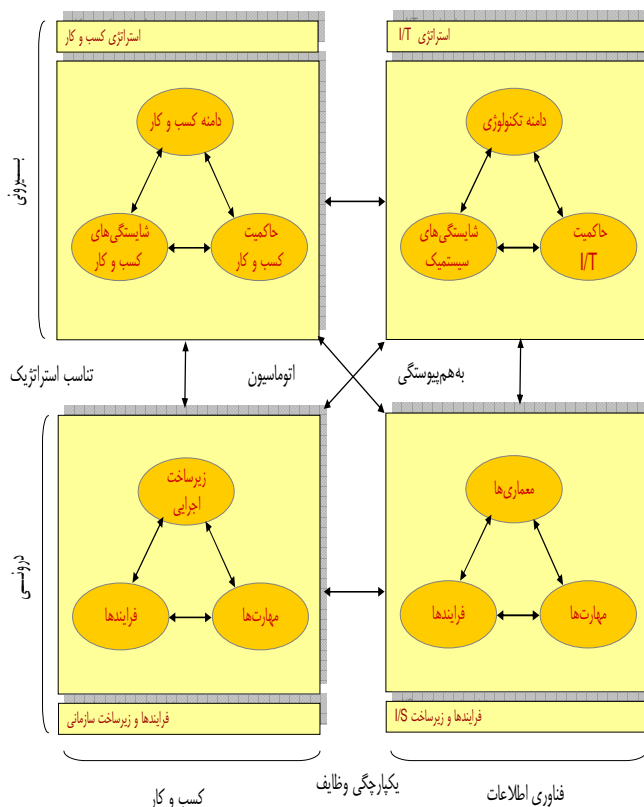 استراتژی کسب و کار
استراتژی I/T
دامنه کسب و کار
دامنه تکنولوژی
بـیـرونی
شایستگی‌های
کسب و کار
حاکمیت
کسب و کار
شایستگی‌های
سیستمیک
حاکمیت
I/T
تناسب استراتژیک
اتوماسیون
به‌هم‌پیوستگی
زیرساخت
اجرایی
معماری‌ها
درونـی
فرایندها
مهارت‌ها
فرایندها
مهارت‌ها
فرایندها و زیرساخت سازمانی
فرایندها و زیرساخت I/S
کسب و کار
یکپارچگی وظایف
فناوری اطلاعات